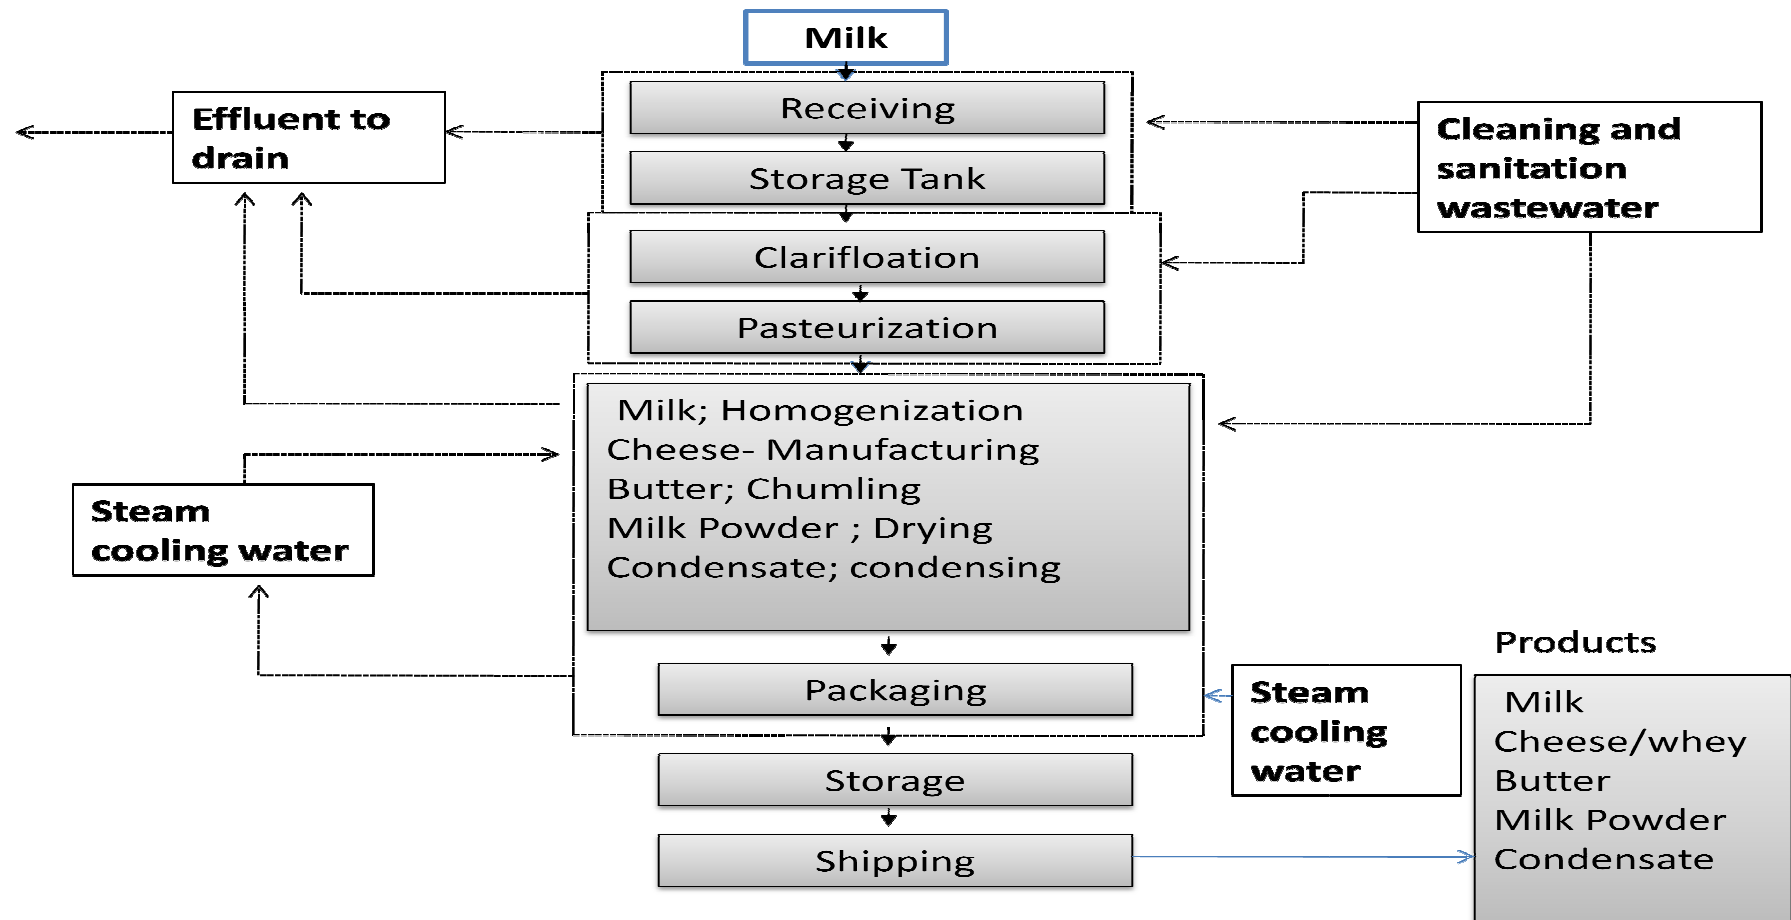 Milk
Receiving
Effluent to
drain
Cleaning and
sanitation
wastewater
Storage Tank
Clarifloation
Pasteurization
Milk; Homogenization
Cheese- Manufacturing
Butter; Chumling
Milk Powder ; Drying
Condensate; condensing
Steam
cooling water
Packaging
Steam
cooling
water
Storage
Shipping
Products
Milk
Cheese/whey
Butter
Milk Powder
Condensate